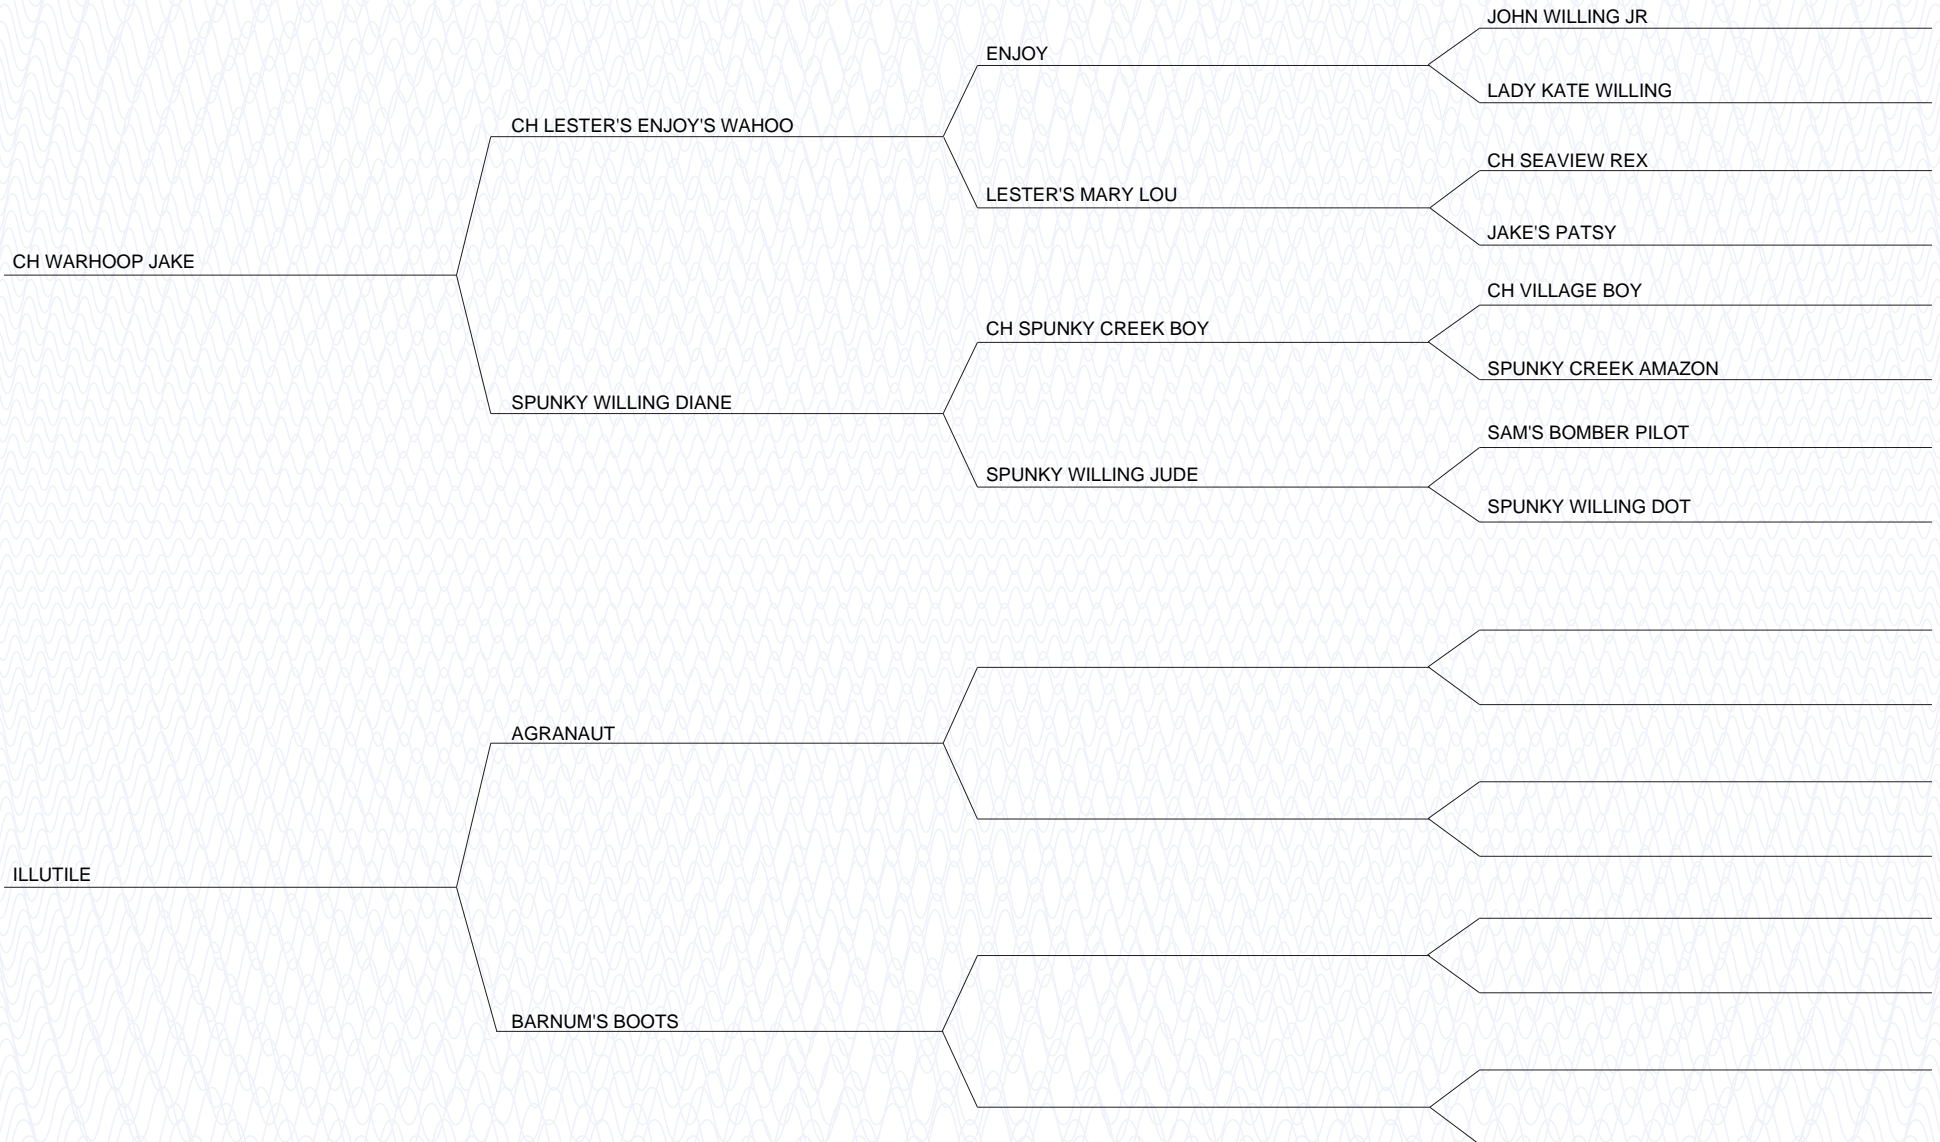 JOHN WILLING JR
ENJOY
LADY KATE WILLING
CH LESTER'S ENJOY'S WAHOO
CH SEAVIEW REX
LESTER'S MARY LOU
JAKE'S PATSY
CH WARHOOP JAKE
CH VILLAGE BOY
CH SPUNKY CREEK BOY
SPUNKY CREEK AMAZON
SPUNKY WILLING DIANE
SAM'S BOMBER PILOT
SPUNKY WILLING JUDE
SPUNKY WILLING DOT
AGRANAUT
ILLUTILE
BARNUM'S BOOTS